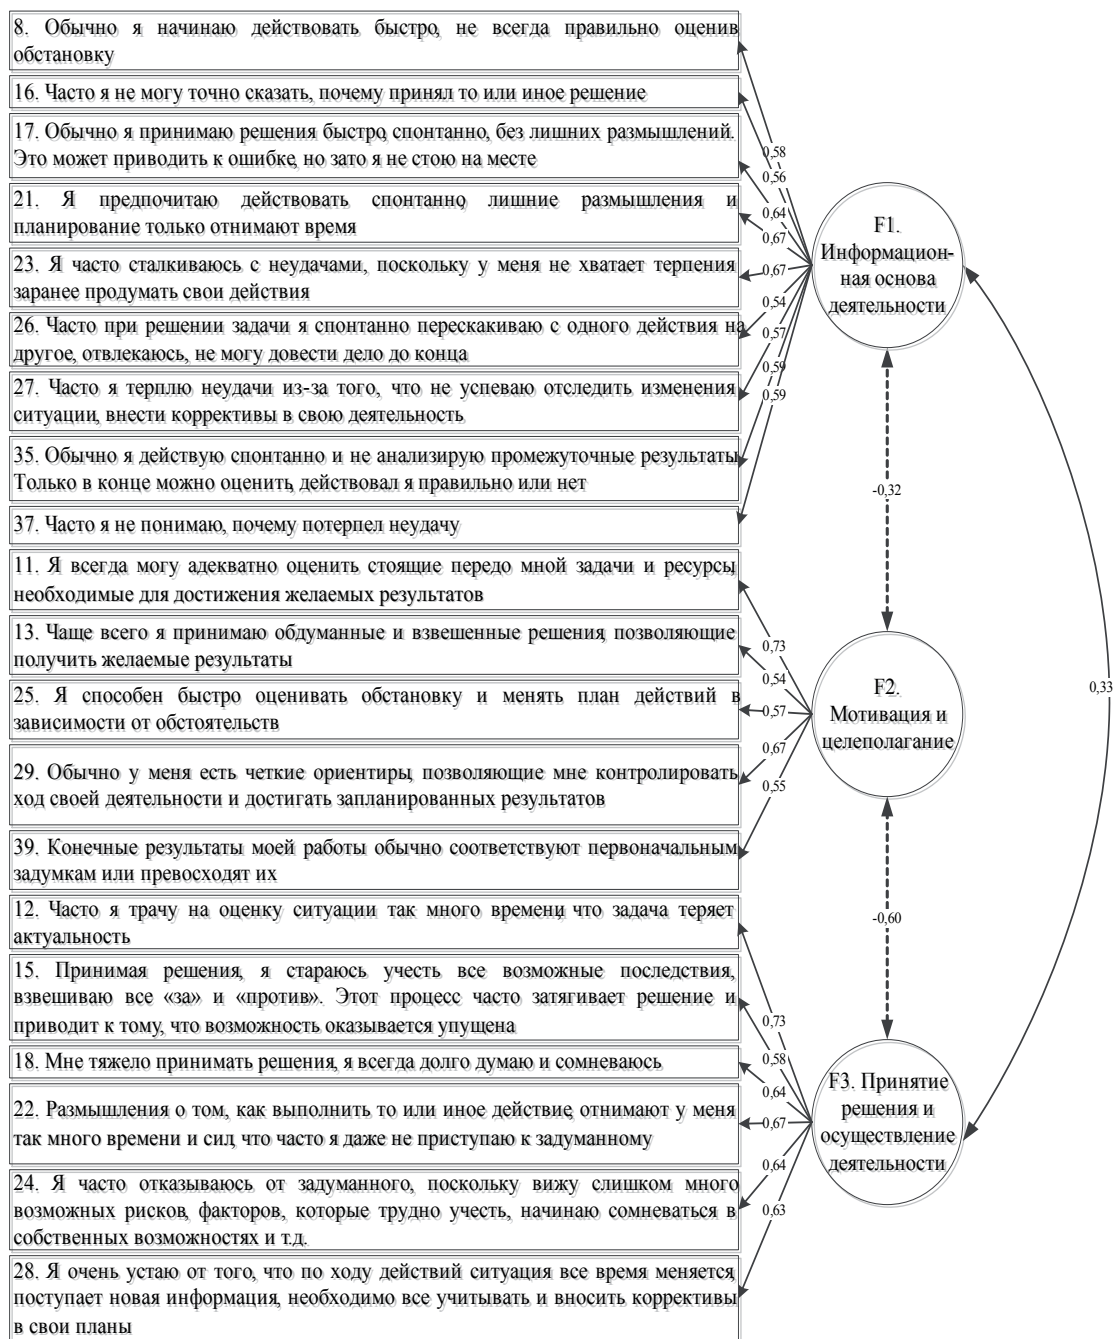 8. Обычно я начинаю действовать быстро, не всегда правильно оценив
обстановку
16. Часто я не могу точно сказать, почему принял то или иное решение
17. Обычно я принимаю решения быстро, спонтанно, без лишних размышлений.
Это может приводить к ошибке, но зато я не стою на месте
21. Я предпочитаю действовать спонтанно, лишние размышления и
планирование только отнимают время
23. Я часто сталкиваюсь с неудачами, поскольку у меня не хватает терпения
заранее продумать свои действия
26. Часто при решении задачи я спонтанно перескакиваю с одного действия на
другое, отвлекаюсь, не могу довести дело до конца
27. Часто я терплю неудачи из-за того, что не успеваю отследить изменения
ситуации, внести коррективы в свою деятельность
35. Обычно я действую спонтанно и не анализирую промежуточные результаты.
Только в конце можно оценить, действовал я правильно или нет
37. Часто я не понимаю, почему потерпел неудачу
11. Я всегда могу адекватно оценить стоящие передо мной задачи и ресурсы,
необходимые для достижения желаемых результатов
13. Чаще всего я принимаю обдуманные и взвешенные решения, позволяющие
получить желаемые результаты
25. Я способен быстро оценивать обстановку и менять план действий в
зависимости от обстоятельств
29. Обычно у меня есть четкие ориентиры, позволяющие мне контролировать
ход своей деятельности и достигать запланированных результатов
39. Конечные результаты моей работы обычно соответствуют первоначальным
задумкам или превосходят их
12. Часто я трачу на оценку ситуации так много времени, что задача теряет
актуальность
15. Принимая решения, я стараюсь учесть все возможные последствия,
взвешиваю все «за» и «против». Этот процесс часто затягивает решение и
приводит к тому, что возможность оказывается упущена
18. Мне тяжело принимать решения, я всегда долго думаю и сомневаюсь
22. Размышления о том, как выполнить то или иное действие, отнимают у меня
так много времени и сил, что часто я даже не приступаю к задуманному
24. Я часто отказываюсь от задуманного, поскольку вижу слишком много
возможных рисков, факторов, которые трудно учесть, начинаю сомневаться в
собственных возможностях и т.д.
28. Я очень устаю от того, что по ходу действий ситуация все время меняется,
поступает новая информация, необходимо все учитывать и вносить коррективы
в свои планы
0,58
0,56
0,64
0,67
0,67
0,54
0,57
0,59
0,59
0,73
0,54
0,57
0,67
0,55
0,73
0,58
0,64
0,67
0,64
0,63
F1.
Информацион-
ная основа
деятельности
-0,32
F2.
Мотивация и
целеполагание
-0,60
F3. Принятие
решения и
осуществление
деятельности
0,33